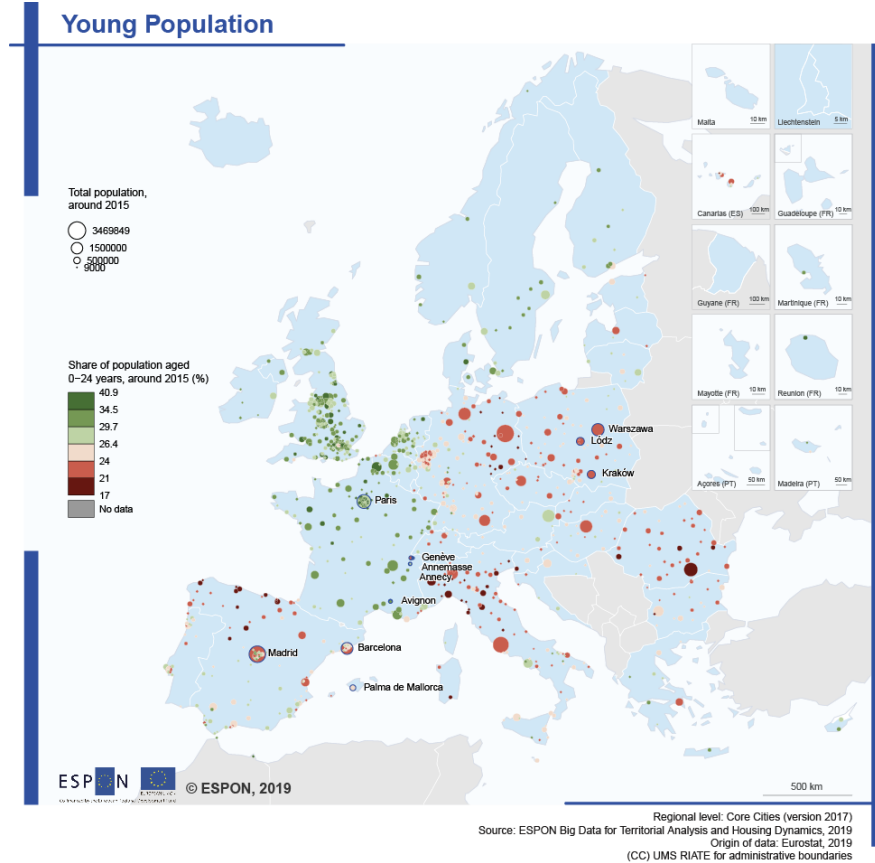 Young Population
Total population,
around 2015
3469849
1500000
500000
9000
Share of population aged
0–24 years, around 2015 (%)
40.9
34.5
29.7
26.4
24
21
17
No data
Malta
10 km
Liechtenstein
5 km
Canarias (ES)
100 km
Guadeloupe (FR)
10 km
Guyane (FR)
100 km
Martinique (FR)
10 km
Mayotte (FR)
10 km
Reunion (FR)
10 km
Açores (PT)
50 km
Madeira (PT)
50 km
Warszawa
Lódz
Kraków
Paris
Genève
Annemasse
Annecy
Avignon
Madrid
Barcelona
Palma de Mallorca
ESPON
© ESPON, 2019
500 km
Regional level: Core Cities (version 2017)
Source: ESPON Big Data for Territorial Analysis and Housing Dynamics, 2019
Origin of data: Eurostat, 2019
(CC) UMS RIATE for administrative boundaries